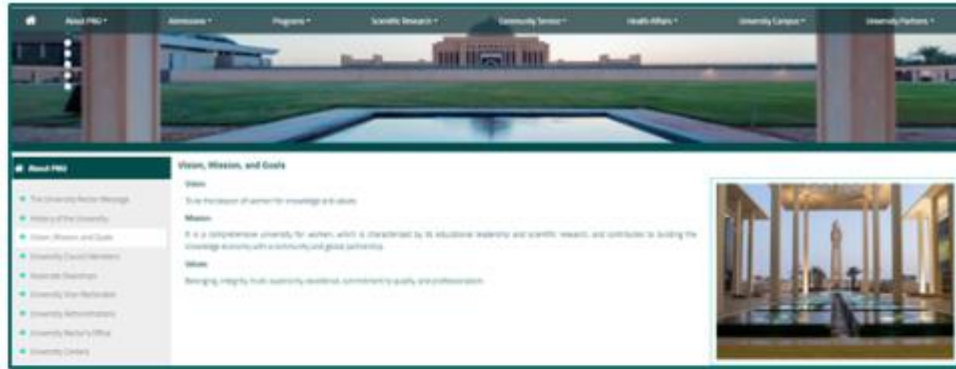 About PNU
Admissions
Programs
Scientific Research
Community Service
Health Affairs
University Campus
University Partners
About PNU
The University Rector Message
History of the University
Vision, Mission and Goals
University Council Members
University Vice-Rectorates
University Administrations
University Rector's Office
University Centers
Vision, Mission, and Goals
Vision:
To be the beacon of women for knowledge and values.
Mission:
It is a comprehensive university for women, which is characterized by its educational leadership and scientific research, and contributes to building the
knowledge economy with a community and global partnership.
Values:
Belonging, integrity, trust, leadership, excellence, commitment to quality, and professionalism.